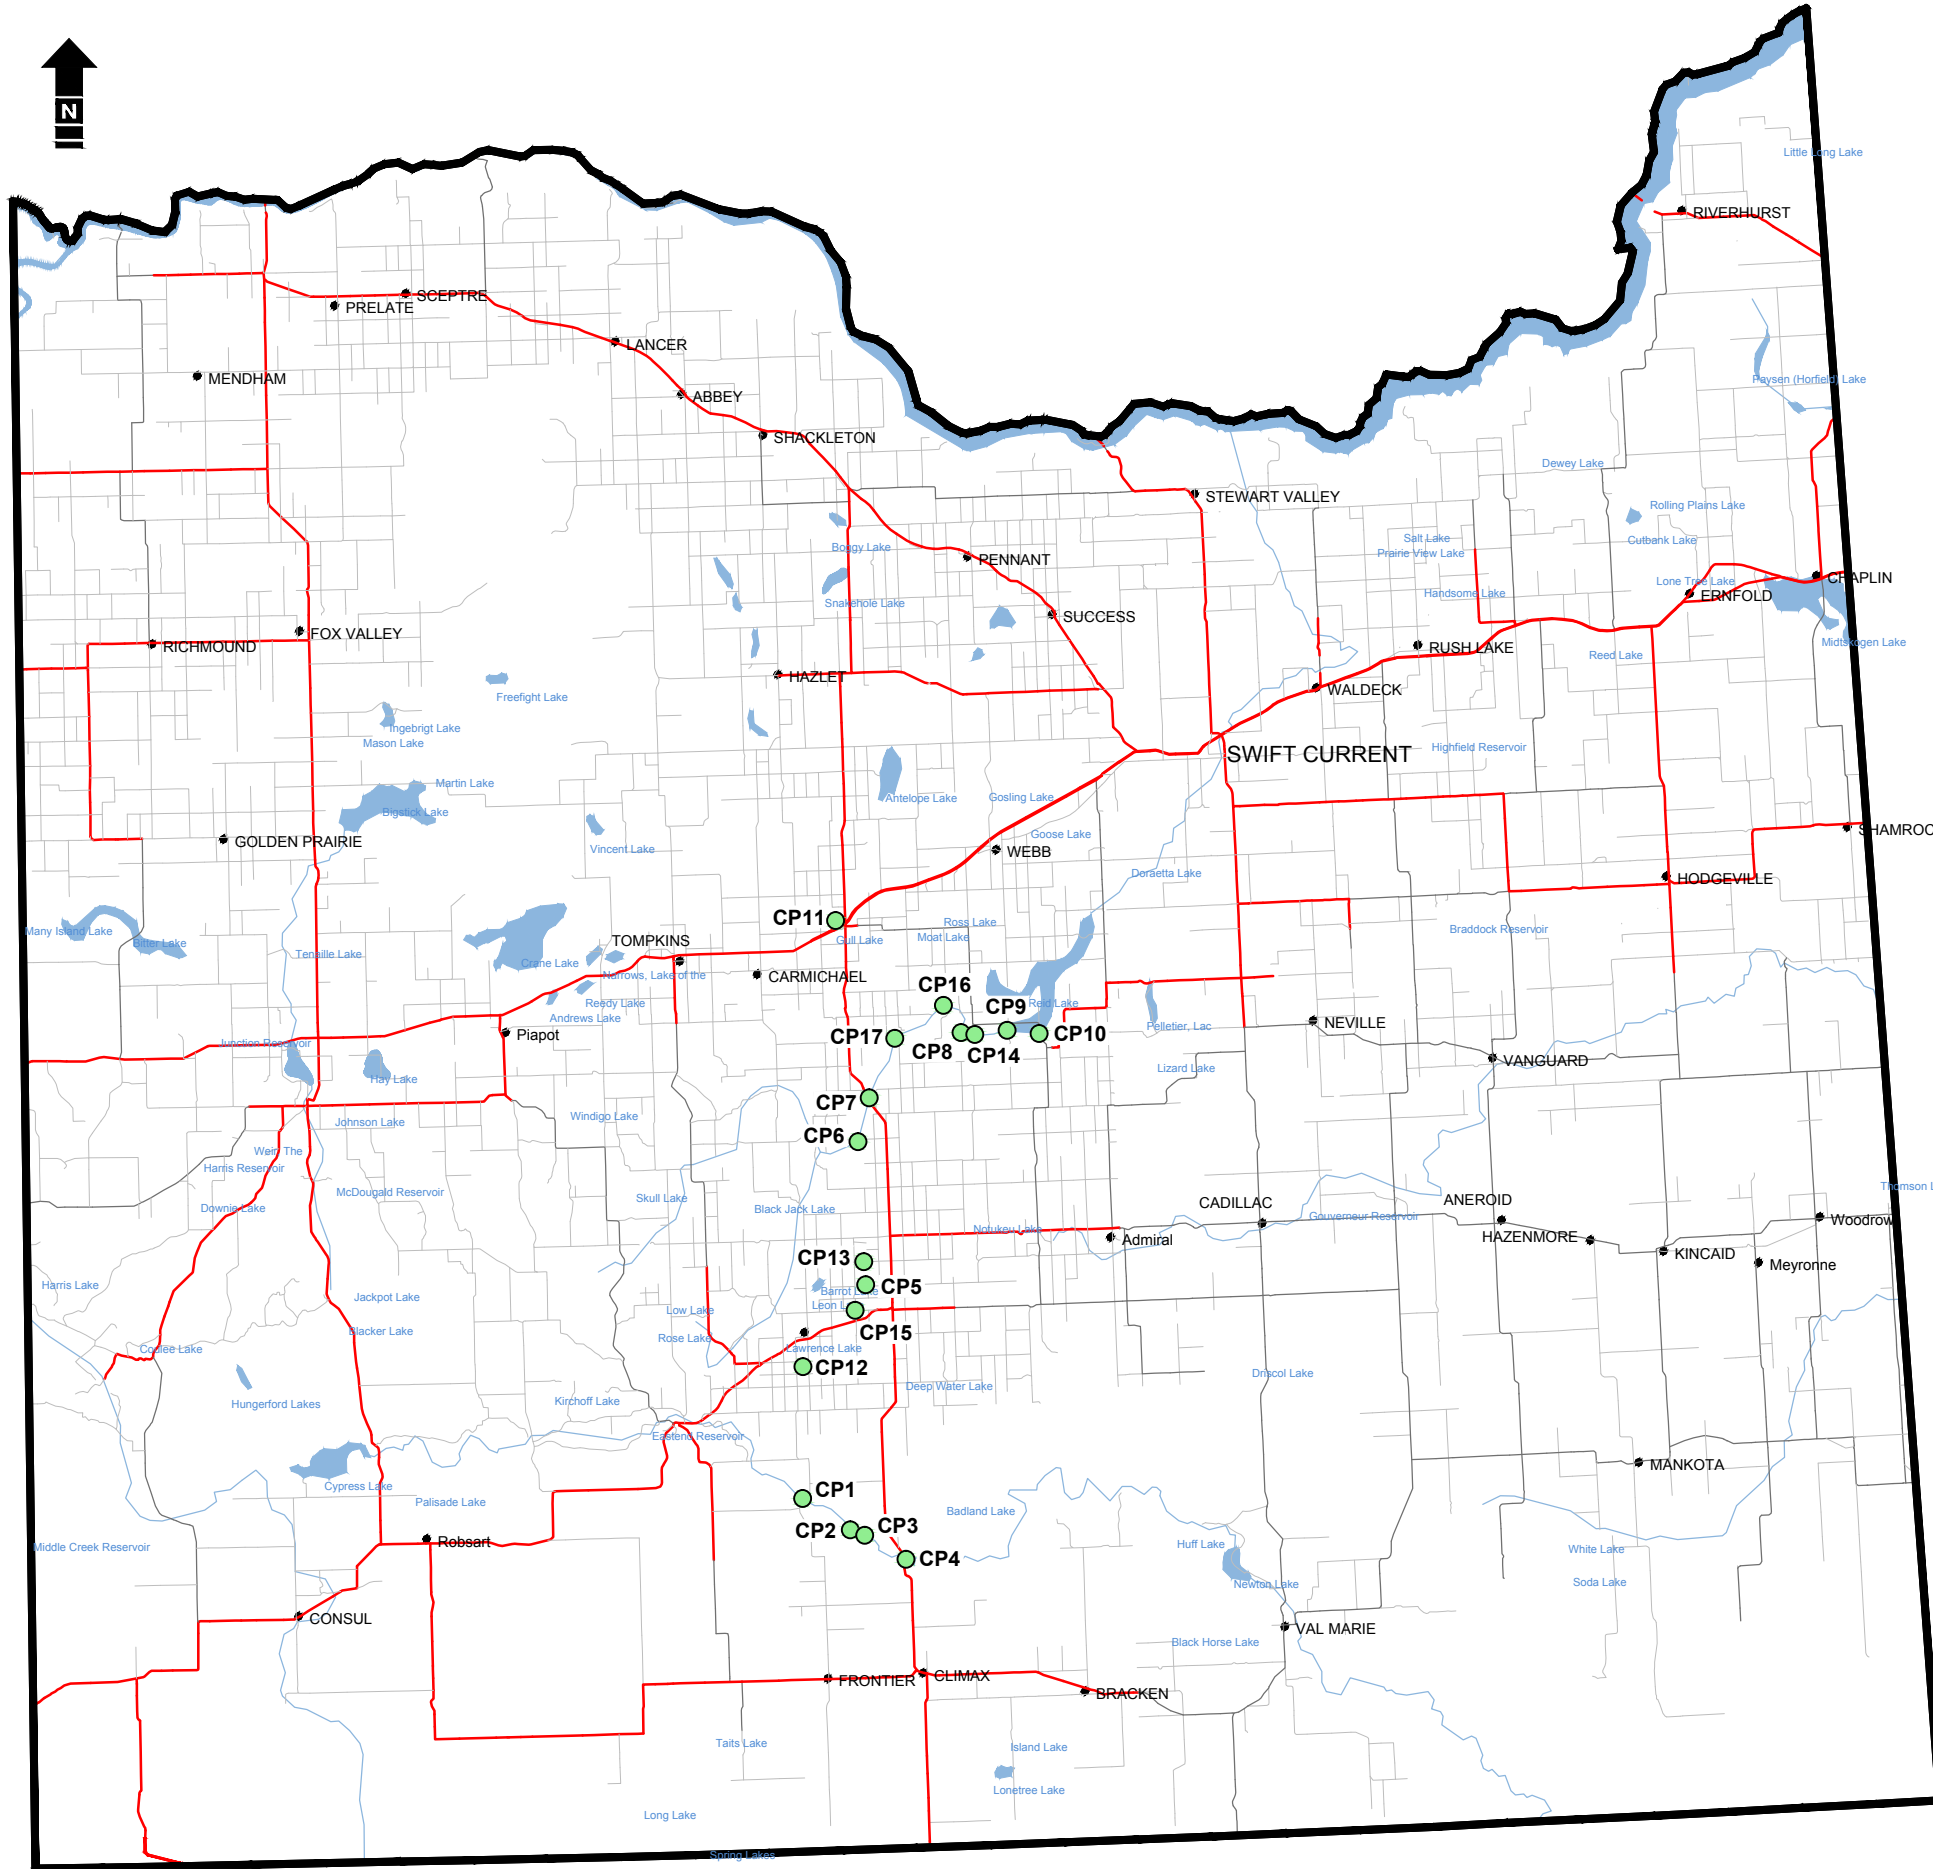 N
Little Long Lake
RIVERHURST
SCEPTRE
PRELATE
LANCER
MENDHAM
Paysen (Horfield) Lake
ABBEY
SHACKLETON
Dewey Lake
STEWART VALLEY
Rolling Plains Lake
Salt Lake
Cutbank Lake
Boggy Lake
Prairie View Lake
PENNANT
CHAPLIN
Lone Tree Lake
Handsome Lake
ERNFOLD
Snakehole Lake
SUCCESS
FOX VALLEY
Midtskogen Lake
RICHMOUND
RUSH LAKE
Reed Lake
HAZLET
WALDECK
Freefight Lake
Ingebrigt Lake
Mason Lake
Highfield Reservoir
SWIFT CURRENT
Martin Lake
Antelope Lake
Gosling Lake
Bigstick Lake
SHAMROC
Goose Lake
GOLDEN PRAIRIE
Vincent Lake
WEBB
Doraetta Lake
HODGEVILLE
CP11
Ross Lake
Many Island Lake
Braddock Reservoir
Moat Lake
Bitter Lake
TOMPKINS
Gull Lake
Tenaille Lake
Crane Lake
Narrows, Lake of the
CARMICHAEL
CP16
Reedy Lake
CP9
Reid Lake
Andrews Lake
NEVILLE
Pelletier, Lac
Piapot
CP17
CP10
Junction Reservoir
CP8
CP14
VANGUARD
Lizard Lake
Hay Lake
CP7
Windigo Lake
Johnson Lake
CP6
Weir, The
Harris Reservoir
Thomson L
McDougald Reservoir
Skull Lake
CADILLAC
ANEROID
Downie Lake
Black Jack Lake
Gouverneur Reservoir
Woodrow
Notukeu Lake
HAZENMORE
Admiral
KINCAID
CP13
Meyronne
Harris Lake
CP5
Barrot Lake
Jackpot Lake
Leon L
Low Lake
Blacker Lake
CP15
Rose Lake
Coulee Lake
Lawrence Lake
CP12
Driscol Lake
Deep Water Lake
Hungerford Lakes
Kirchoff Lake
Eastend Reservoir
MANKOTA
Cypress Lake
CP1
Palisade Lake
Badland Lake
CP2
CP3
Robsart
Huff Lake
Middle Creek Reservoir
White Lake
CP4
Newton Lake
Soda Lake
CONSUL
VAL MARIE
Black Horse Lake
CLIMAX
FRONTIER
BRACKEN
Taits Lake
Island Lake
Lonetree Lake
Long Lake
Spring Lakes